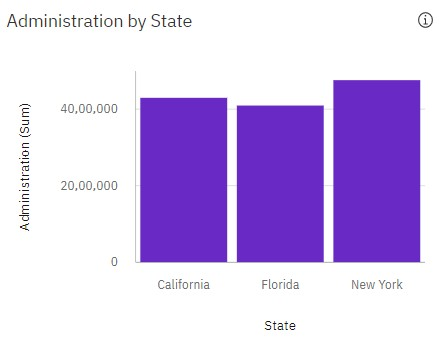 Administration by State
Administration (Sum)
40,00,000
20,00,000
0
California Florida New York
State